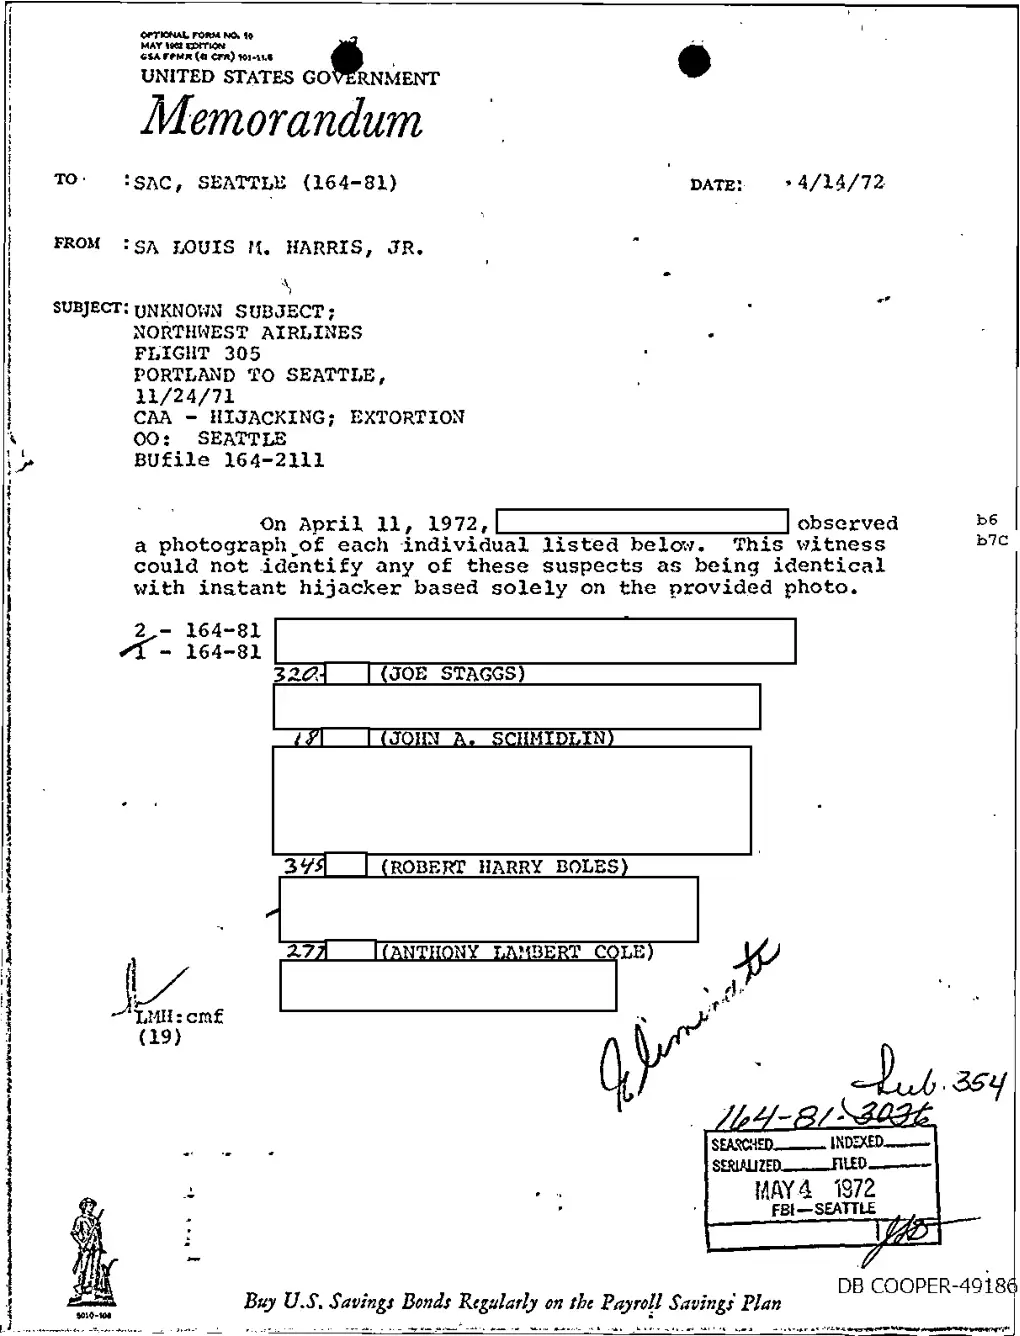 OPTIONAL FORM NO. 10
MAY 1962 EDITION
GSA FPMR (41 CFR) 101-11.6
UNITED STATES GOVERNMENT
Memorandum
TO : SAC, SEATTLE (164-81) DATE: 4/14/72
FROM : SA LOUIS M. HARRIS, JR.
SUBJECT: UNKNOWN SUBJECT;
NORTHWEST AIRLINES
FLIGHT 305
PORTLAND TO SEATTLE,
11/24/71
CAA - HIJACKING; EXTORTION
OO: SEATTLE
BUfile 164-2111
On April 11, 1972, observed b6
a photograph of each individual listed below. This witness b7C
could not identify any of these suspects as being identical
with instant hijacker based solely on the provided photo.
2 - 164-81
1 - 164-81
320- (JOE STAGGS)
18 (JOHN A. SCHMIDLIN)
345 (ROBERT HARRY BOLES)
277 (ANTHONY LAMBERT COLE)
LMH:cmf
(19)
Eliminate
Sub. 354
164-81-3036
SEARCHED INDEXED
SERIALIZED FILED
MAY 4 1972
FBI—SEATTLE
DB COOPER-49186
5010-108
Buy U.S. Savings Bonds Regularly on the Payroll Savings Plan